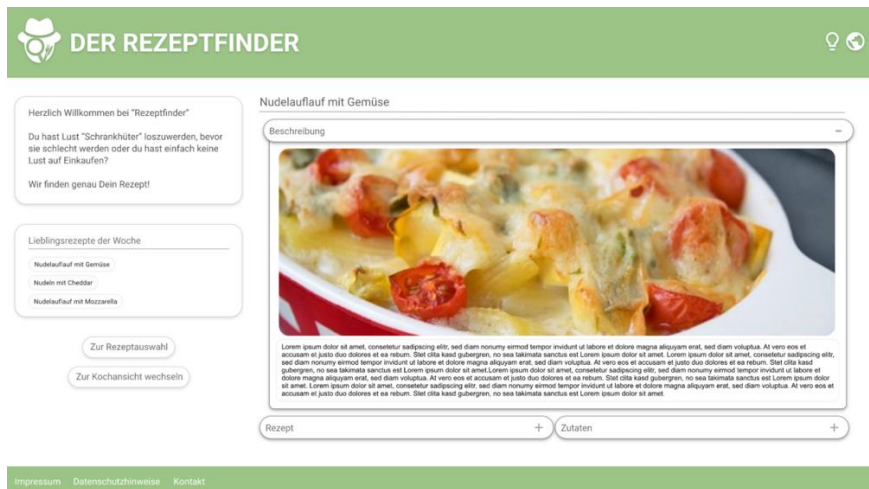 DER REZEPTFINDER
Herzlich Willkommen bei "Rezeptfinder"
Du hast Lust "Schrankhüter" loszuwerden, bevor
sie schlecht werden oder du hast einfach keine
Lust auf Einkaufen?
Wir finden genau Dein Rezept!
Lieblingsrezepte der Woche
Nudelauflauf mit Gemüse
Nudeln mit Cheddar
Nudelauflauf mit Mozzarella
Zur Rezeptauswahl
Zur Kochansicht wechseln
Nudelauflauf mit Gemüse
Beschreibung
Lorem ipsum dolor sit amet, consetetur sadipscing elitr, sed diam nonumy eirmod tempor invidunt ut labore et dolore magna aliquyam erat, sed diam voluptua. At vero eos et
accusam et justo duo dolores et ea rebum. Stet clita kasd gubergren, no sea takimata sanctus est Lorem ipsum dolor sit amet. Lorem ipsum dolor sit amet, consetetur sadipscing elitr,
sed diam nonumy eirmod tempor invidunt ut labore et dolore magna aliquyam erat, sed diam voluptua. At vero eos et accusam et justo duo dolores et ea rebum. Stet clita kasd
gubergren, no sea takimata sanctus est Lorem ipsum dolor sit amet.Lorem ipsum dolor sit amet, consetetur sadipscing elitr, sed diam nonumy eirmod tempor invidunt ut labore et
dolore magna aliquyam erat, sed diam voluptua. At vero eos et accusam et justo duo dolores et ea rebum. Stet clita kasd gubergren, no sea takimata sanctus est Lorem ipsum dolor
sit amet. Lorem ipsum dolor sit amet, consetetur sadipscing elitr, sed diam nonumy eirmod tempor invidunt ut labore et dolore magna aliquyam erat, sed diam voluptua. At vero eos et
accusam et justo duo dolores et ea rebum. Stet clita kasd gubergren, no sea takimata sanctus est Lorem ipsum dolor sit amet.
Rezept
Zutaten
Impressum Datenschutzhinweise Kontakt